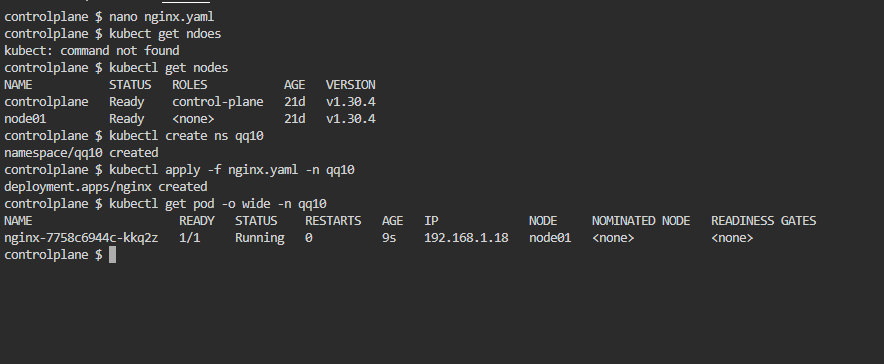 controlplane $ nano nginx.yaml
controlplane $ kubect get ndoes
kubect: command not found
controlplane $ kubectl get nodes
NAME STATUS ROLES AGE VERSION
controlplane Ready control-plane 21d v1.30.4
node01 Ready <none> 21d v1.30.4
controlplane $ kubectl create ns qq10
namespace/qq10 created
controlplane $ kubectl apply -f nginx.yaml -n qq10
deployment.apps/nginx created
controlplane $ kubectl get pod -o wide -n qq10
NAME READY STATUS RESTARTS AGE IP NODE NOMINATED NODE READINESS GATES
nginx-7758c6944c-kkq2z 1/1 Running 0 9s 192.168.1.18 node01 <none> <none>
controlplane $